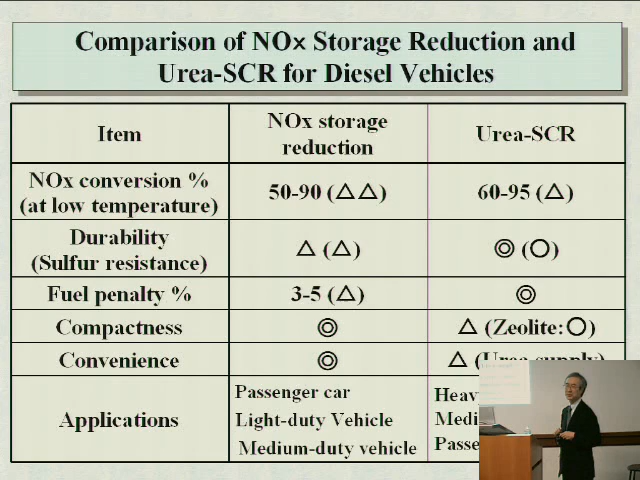 Comparison of NOx Storage Reduction and
Urea-SCR for Diesel Vehicles
Item
NOx storage
reduction
Urea-SCR
NOx conversion %
(at low temperature)
50-90 (△△)
60-95 (△)
Durability
(Sulfur resistance)
△ (△)
◎ (○)
Fuel penalty %
3-5 (△)
◎
Compactness
◎
△ (Zeolite:○)
Convenience
◎
△ (Urea supply)
Applications
Passenger car
Light-duty Vehicle
Medium-duty vehicle